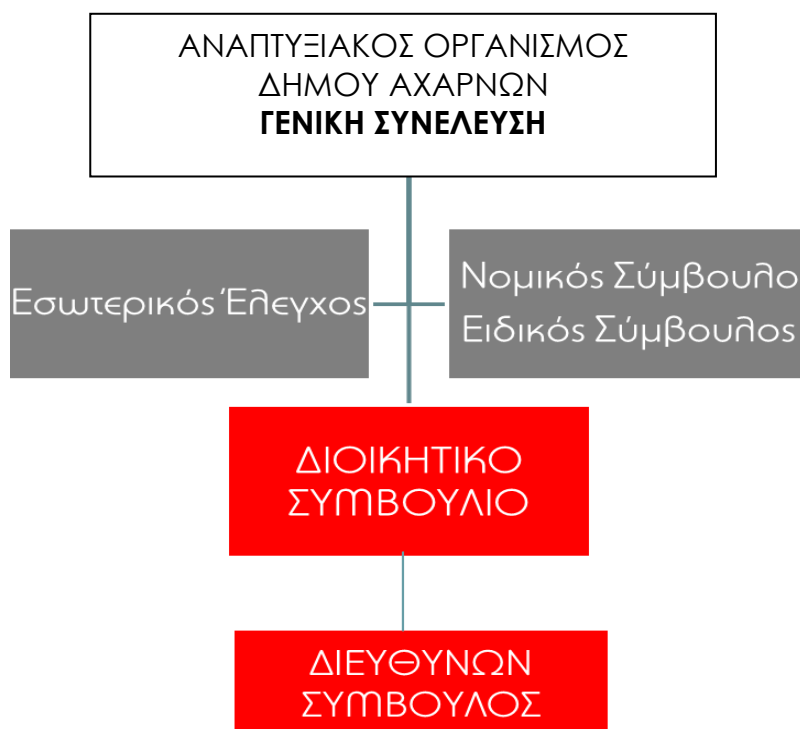 ΑΝΑΠΤΥΞΙΑΚΟΣ ΟΡΓΑΝΙΣΜΟΣ
ΔΗΜΟΥ ΑΧΑΡΝΩΝ
ΓΕΝΙΚΗ ΣΥΝΕΛΕΥΣΗ
Εσωτερικός Έλεγχος
Νομικός Σύμβουλο
Ειδικός Σύμβουλος
ΔΙΟΙΚΗΤΙΚΟ
ΣΥΜΒΟΥΛΙΟ
ΔΙΕΥΘΥΝΩΝ
ΣΥΜΒΟΥΛΟΣ